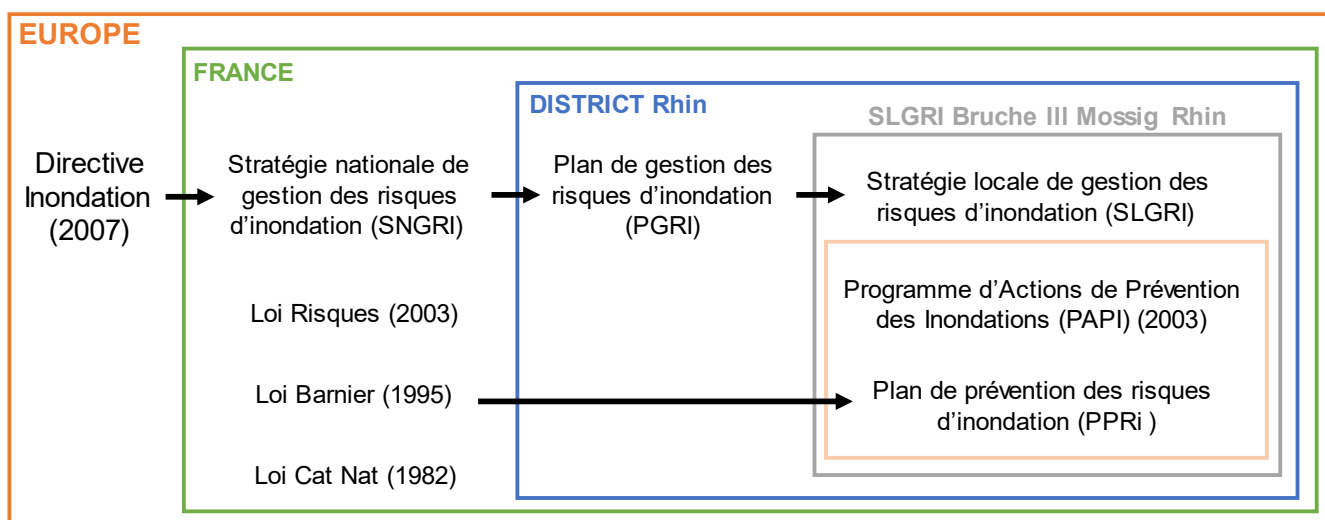 EUROPE
FRANCE
DISTRICT Rhin
SLGRI Bruche Ill Mossig Rhin
Directive
Inondation
(2007)
Stratégie nationale de
gestion des risques
d’inondation (SNGRI)
Plan de gestion des
risques d’inondation
(PGRI)
Stratégie locale de gestion des
risques d’inondation (SLGRI)
Loi Risques (2003)
Programme d’Actions de Prévention
des Inondations (PAPI) (2003)
Loi Barnier (1995)
Plan de prévention des risques
d’inondation (PPRi )
Loi Cat Nat (1982)